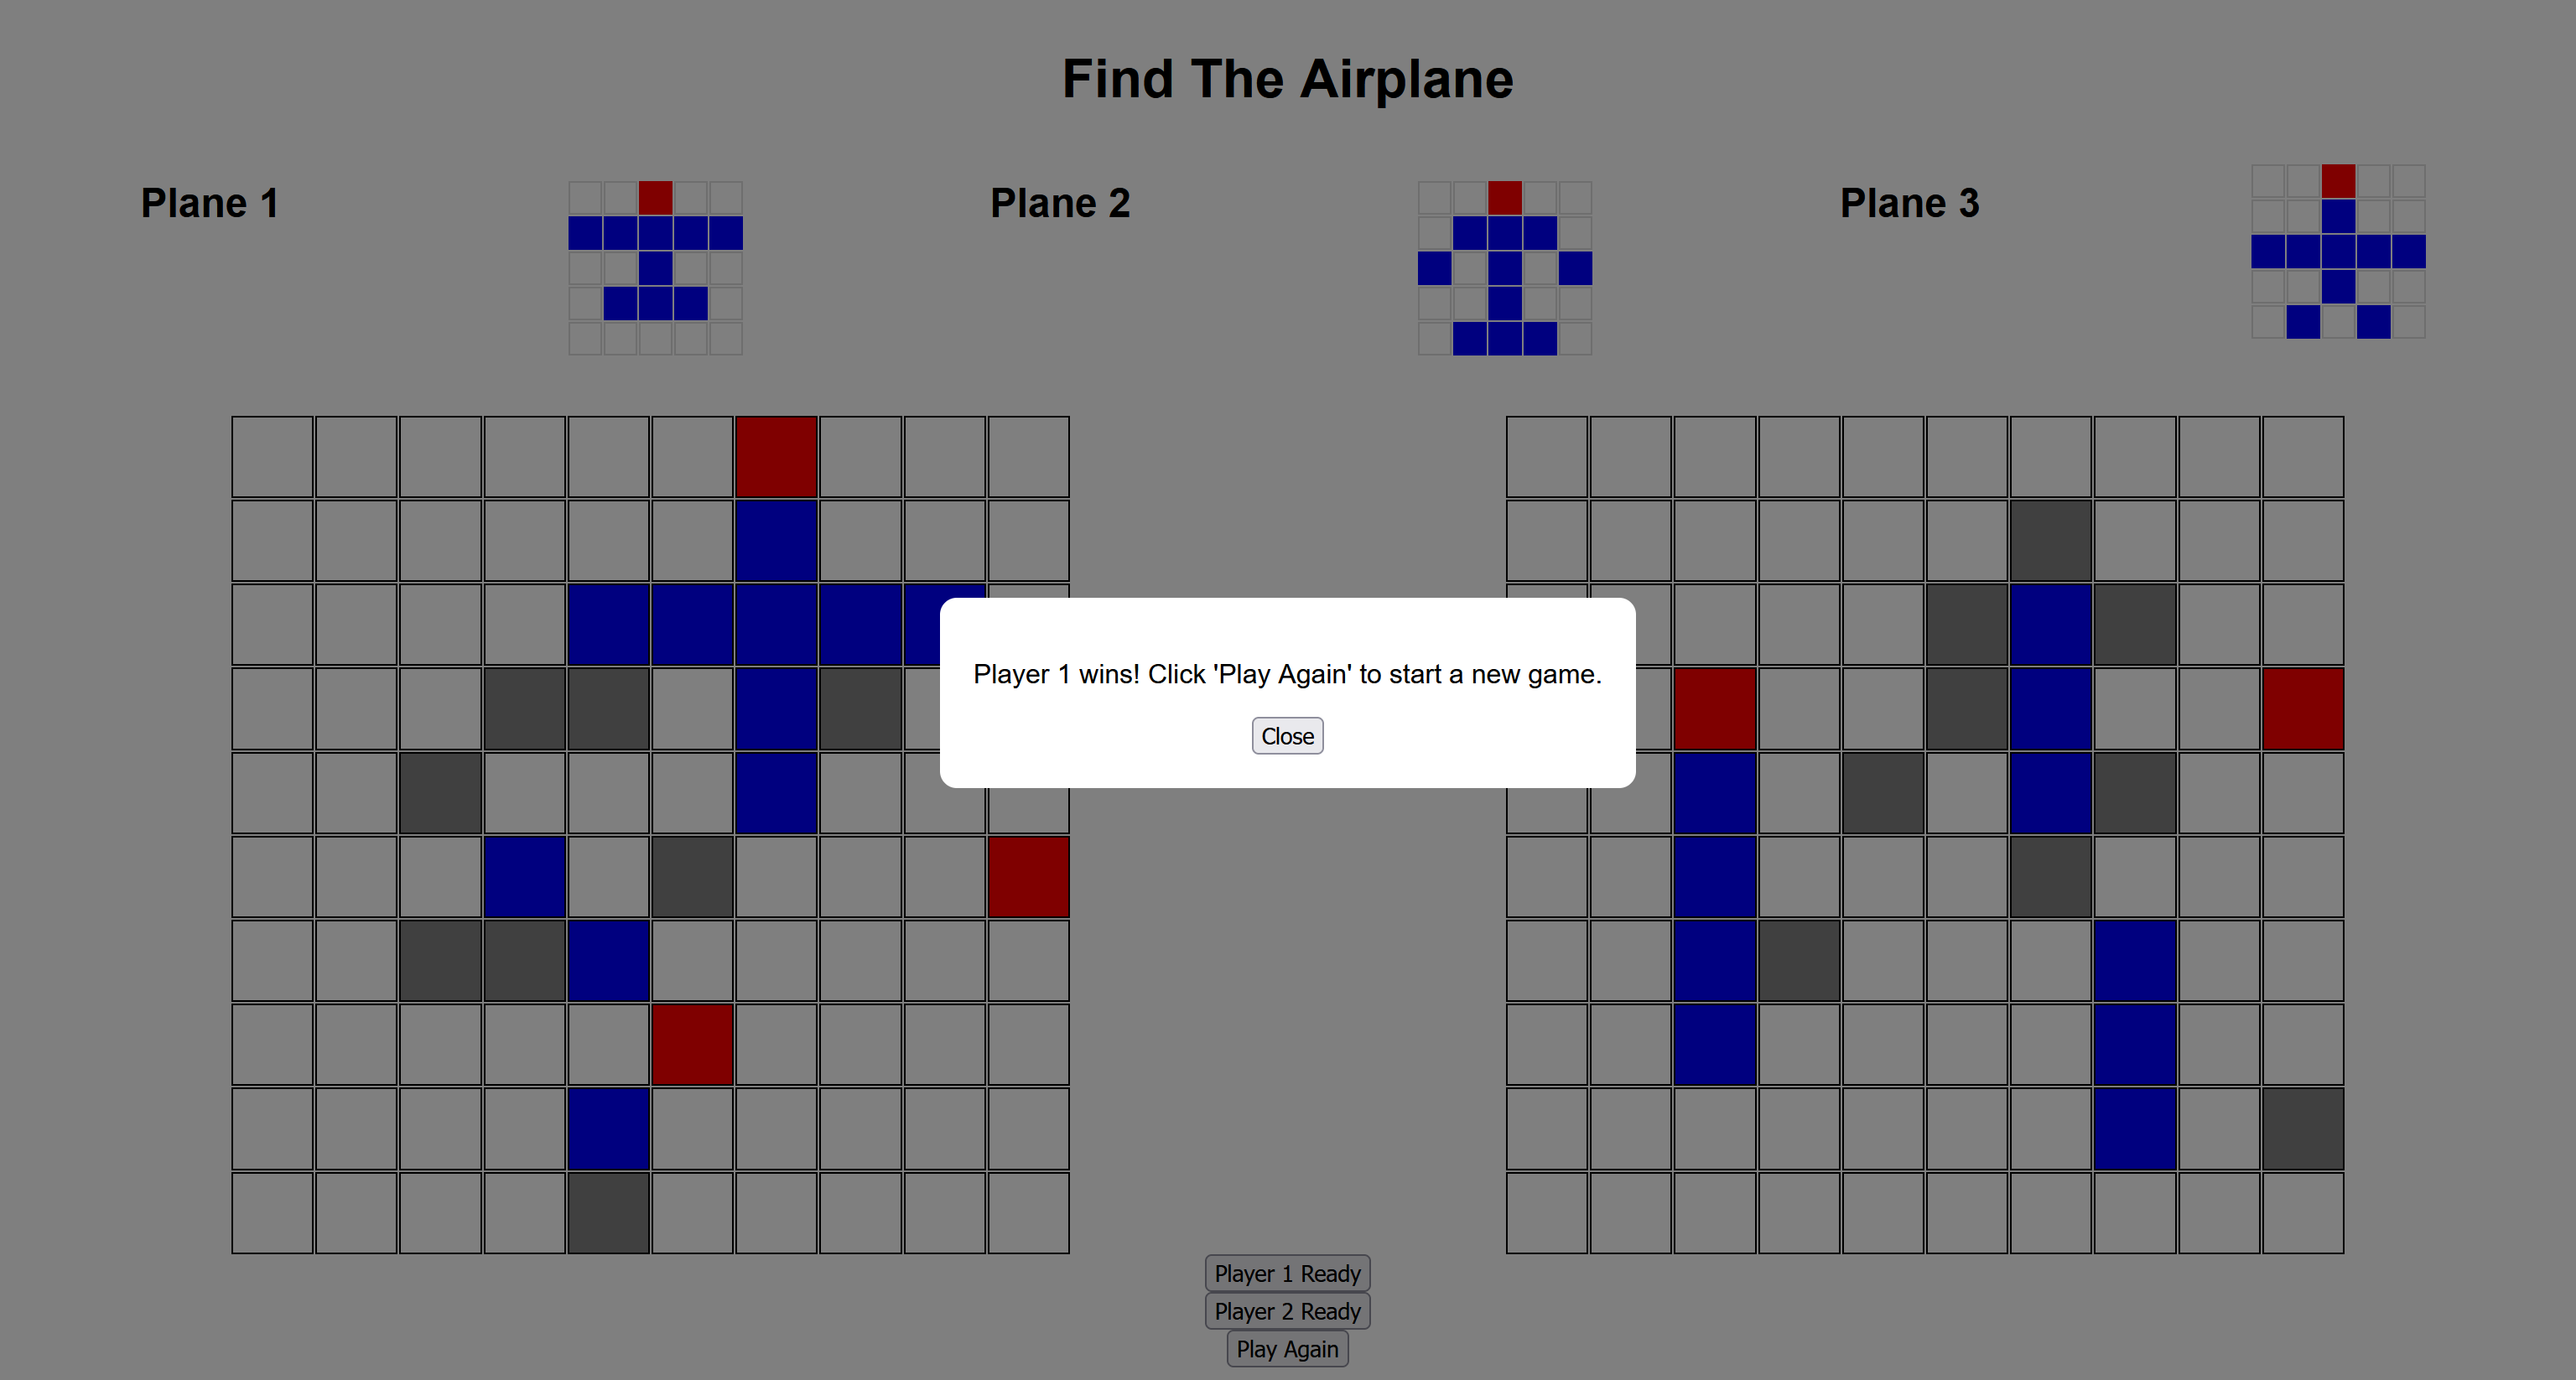 Find The Airplane
Plane 1
Plane 2
Plane 3
Player 1 wins! Click 'Play Again' to start a new game.
Close
Player 1 Ready
Player 2 Ready
Play Again